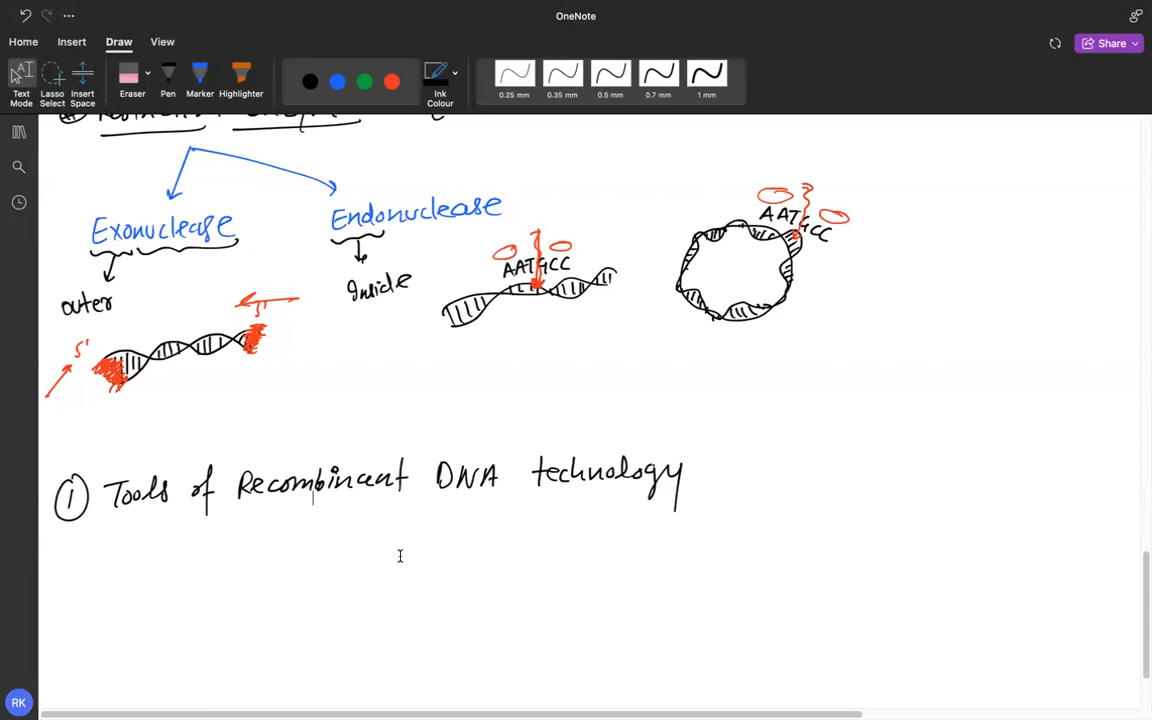 OneNote
Home Insert Draw View
Share
Text Mode
Lasso Select
Insert Space
Eraser
Pen
Marker
Highlighter
Ink Colour
0.25 mm
0.35 mm
0.5 mm
0.7 mm
1 mm
Exonuclease
Endonuclease
outer
Inside
AATGCC
AATGCC
5'
Tools of Recombinant DNA technology
1
RK